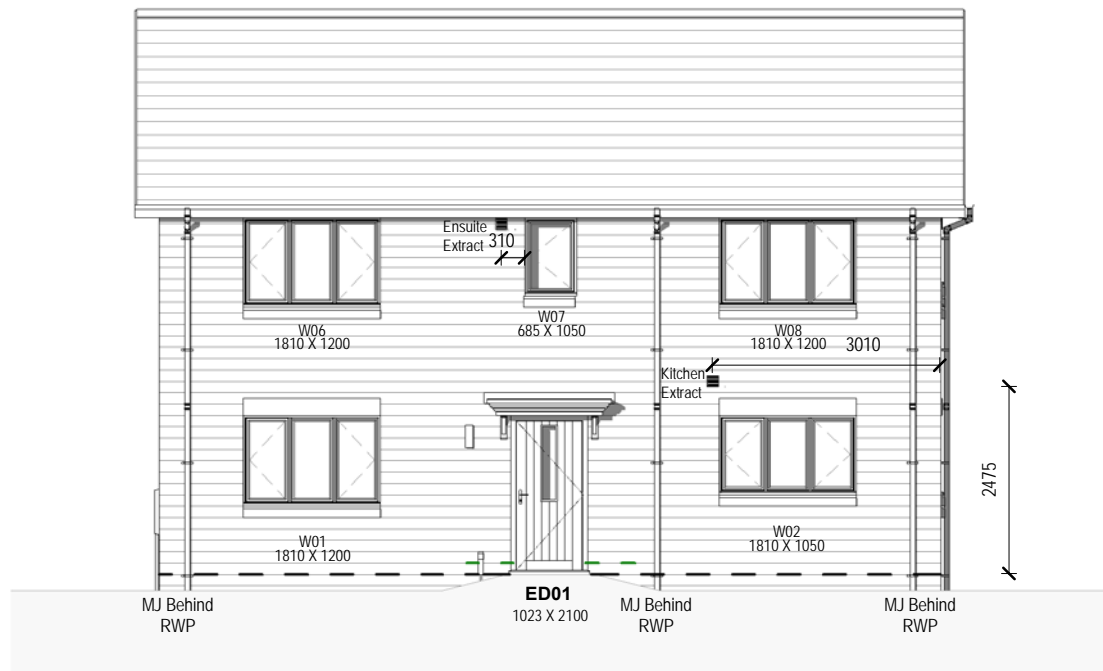 Ensuite
Extract
310
W06
1810 X 1200
W07
685 X 1050
W08
1810 X 1200
3010
Kitchen
Extract
2475
W01
1810 X 1200
W02
1810 X 1050
ED01
1023 X 2100
MJ Behind
RWP
MJ Behind
RWP
MJ Behind
RWP